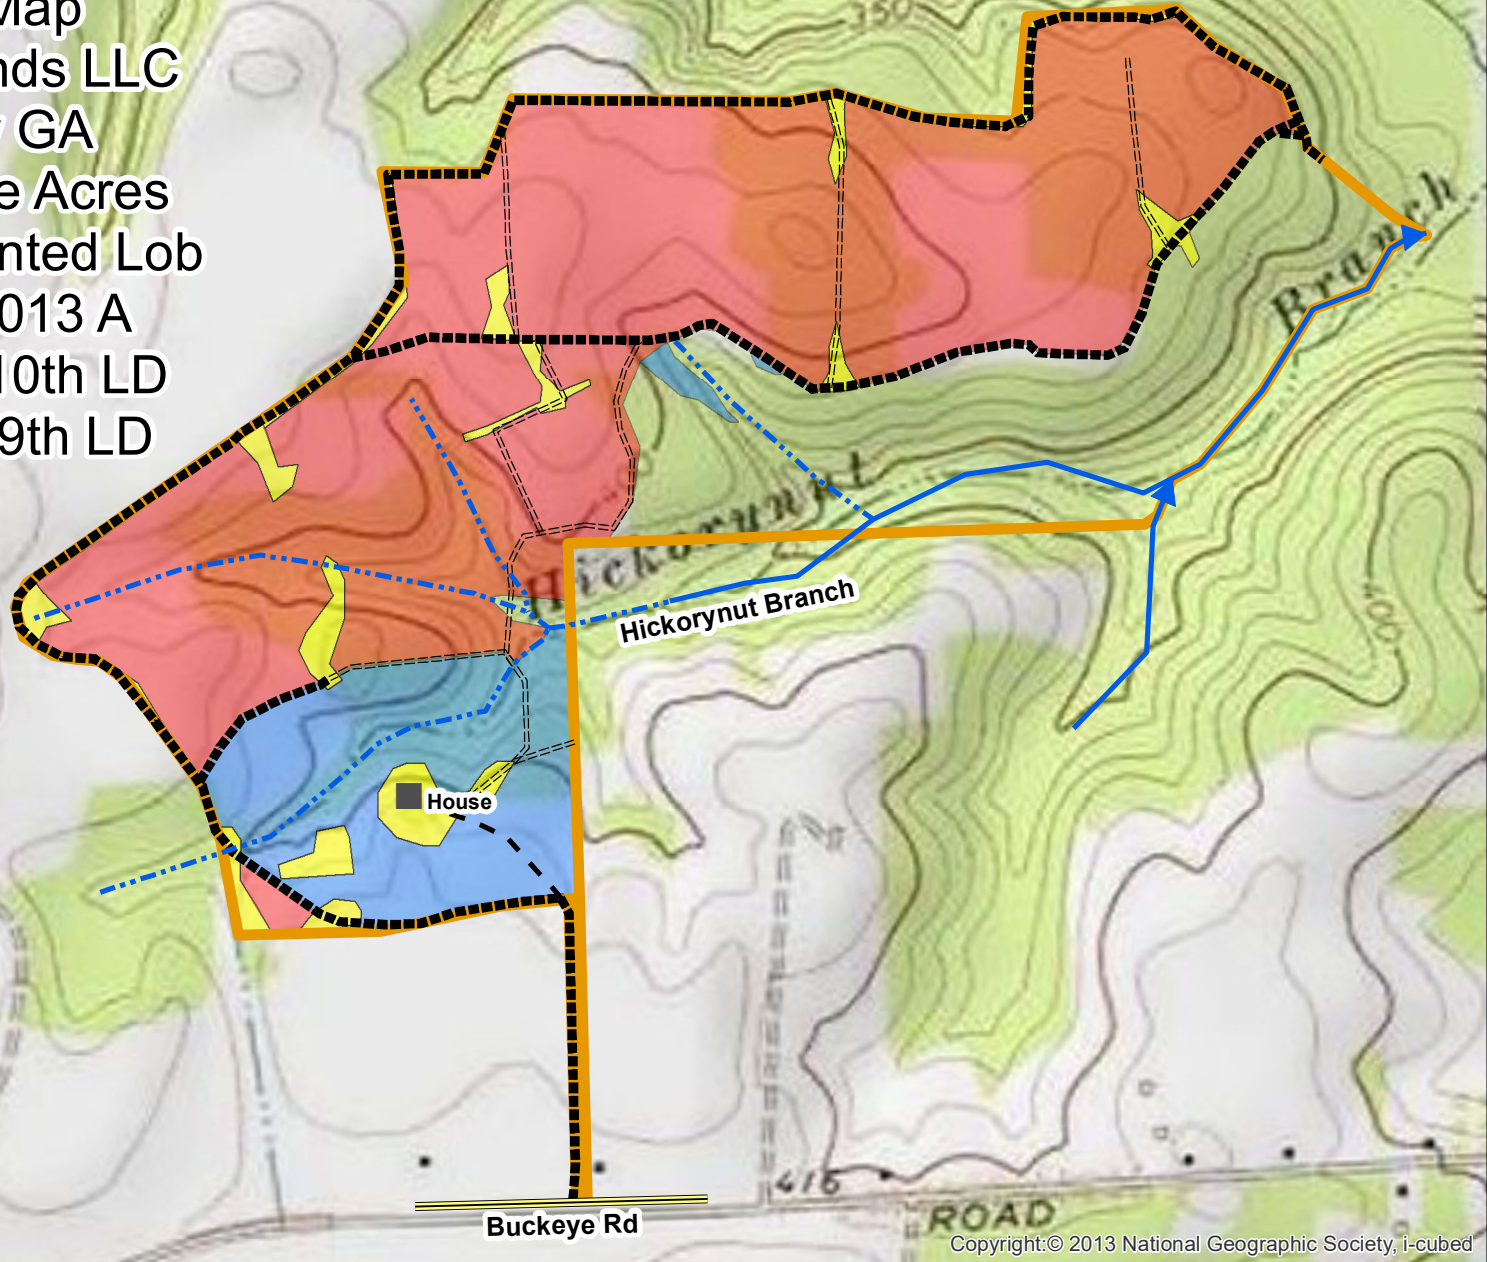 Map
nds LLC
GA
e Acres
nted Lob
013 A
10th LD
9th LD
350
Branch
Hickorynut
Hickorynut Branch
400
House
416
ROAD
Buckeye Rd
Copyright:© 2013 National Geographic Society, i-cubed